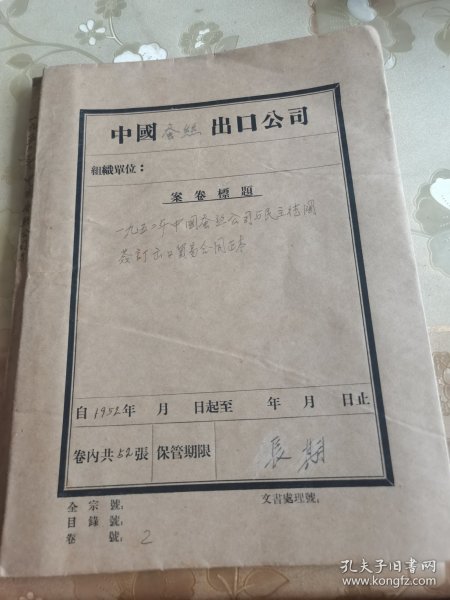 中國 蚕丝 出口公司
組織單位：
案卷標題
一九五二年中國蚕丝公司与民主德國
簽訂出口貿易合同正本
自1952年 月 日起至 年 月 日止
卷內共52張 保管期限 長期
全宗號： 文書處理號：
目錄號：
卷號：2
孔夫子旧书网
www.kongfz.com